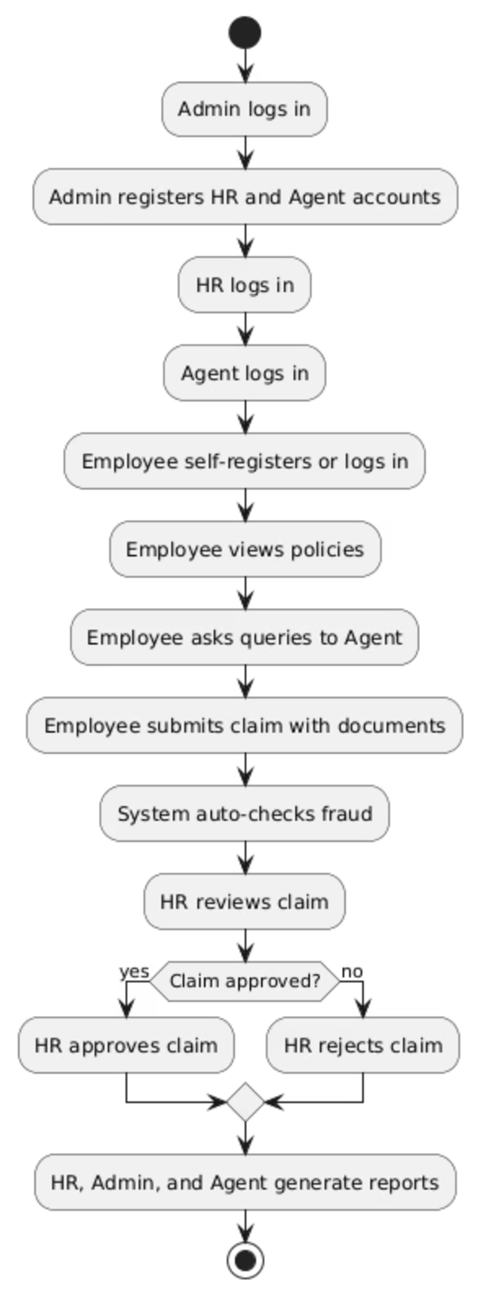 Admin logs in
Admin registers HR and Agent accounts
HR logs in
Agent logs in
Employee self-registers or logs in
Employee views policies
Employee asks queries to Agent
Employee submits claim with documents
System auto-checks fraud
HR reviews claim
yes
Claim approved?
no
HR approves claim
HR rejects claim
HR, Admin, and Agent generate reports